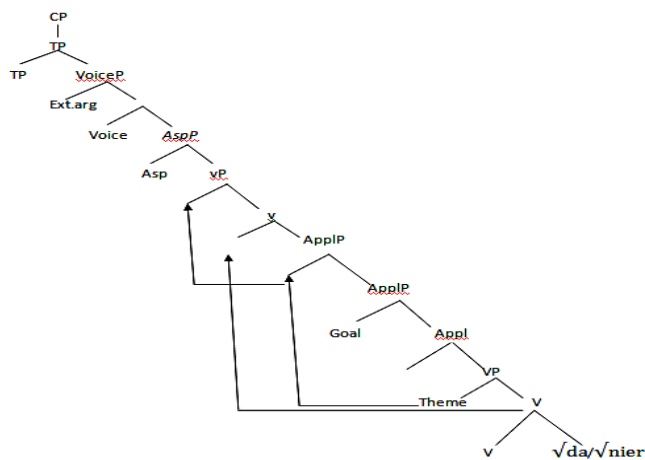 CP
TP
TP VoiceP
Ext.arg
Voice AspP
Asp vP
v
ApplP
ApplP
Goal Appl
VP
Theme V
V √da/√nier